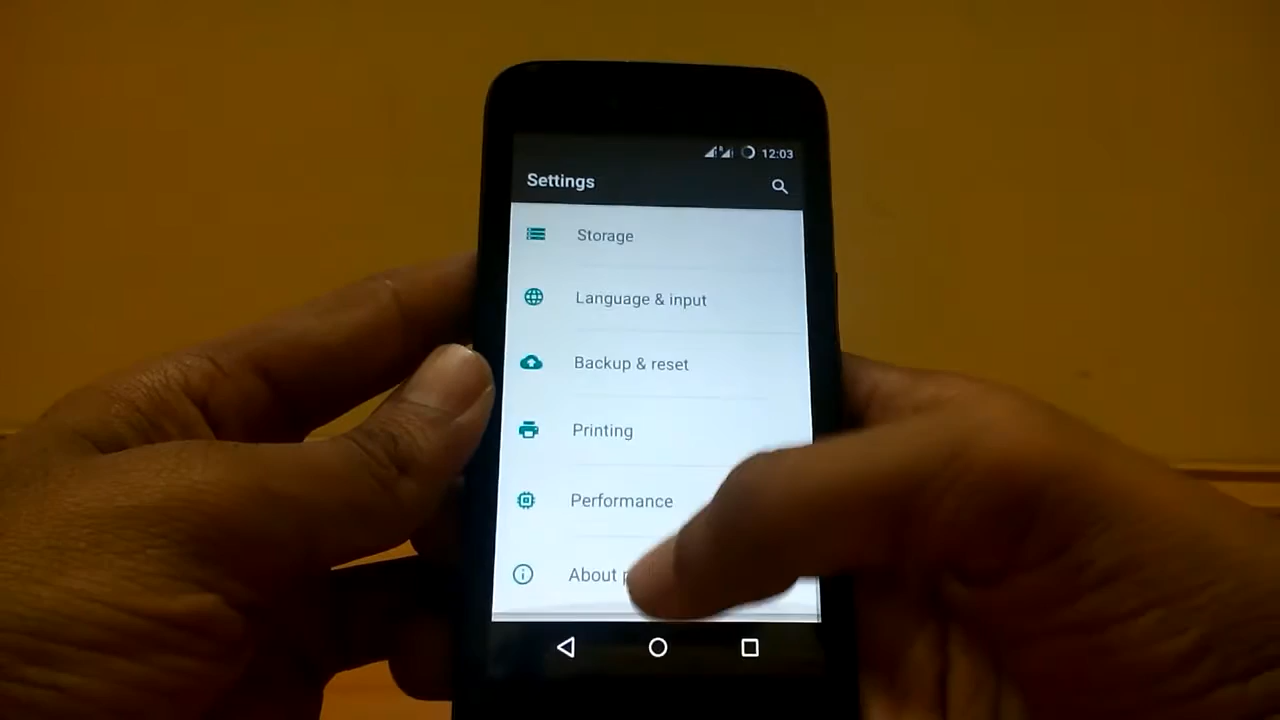 12:03
Settings
Storage
Language & input
Backup & reset
Printing
Performance
About